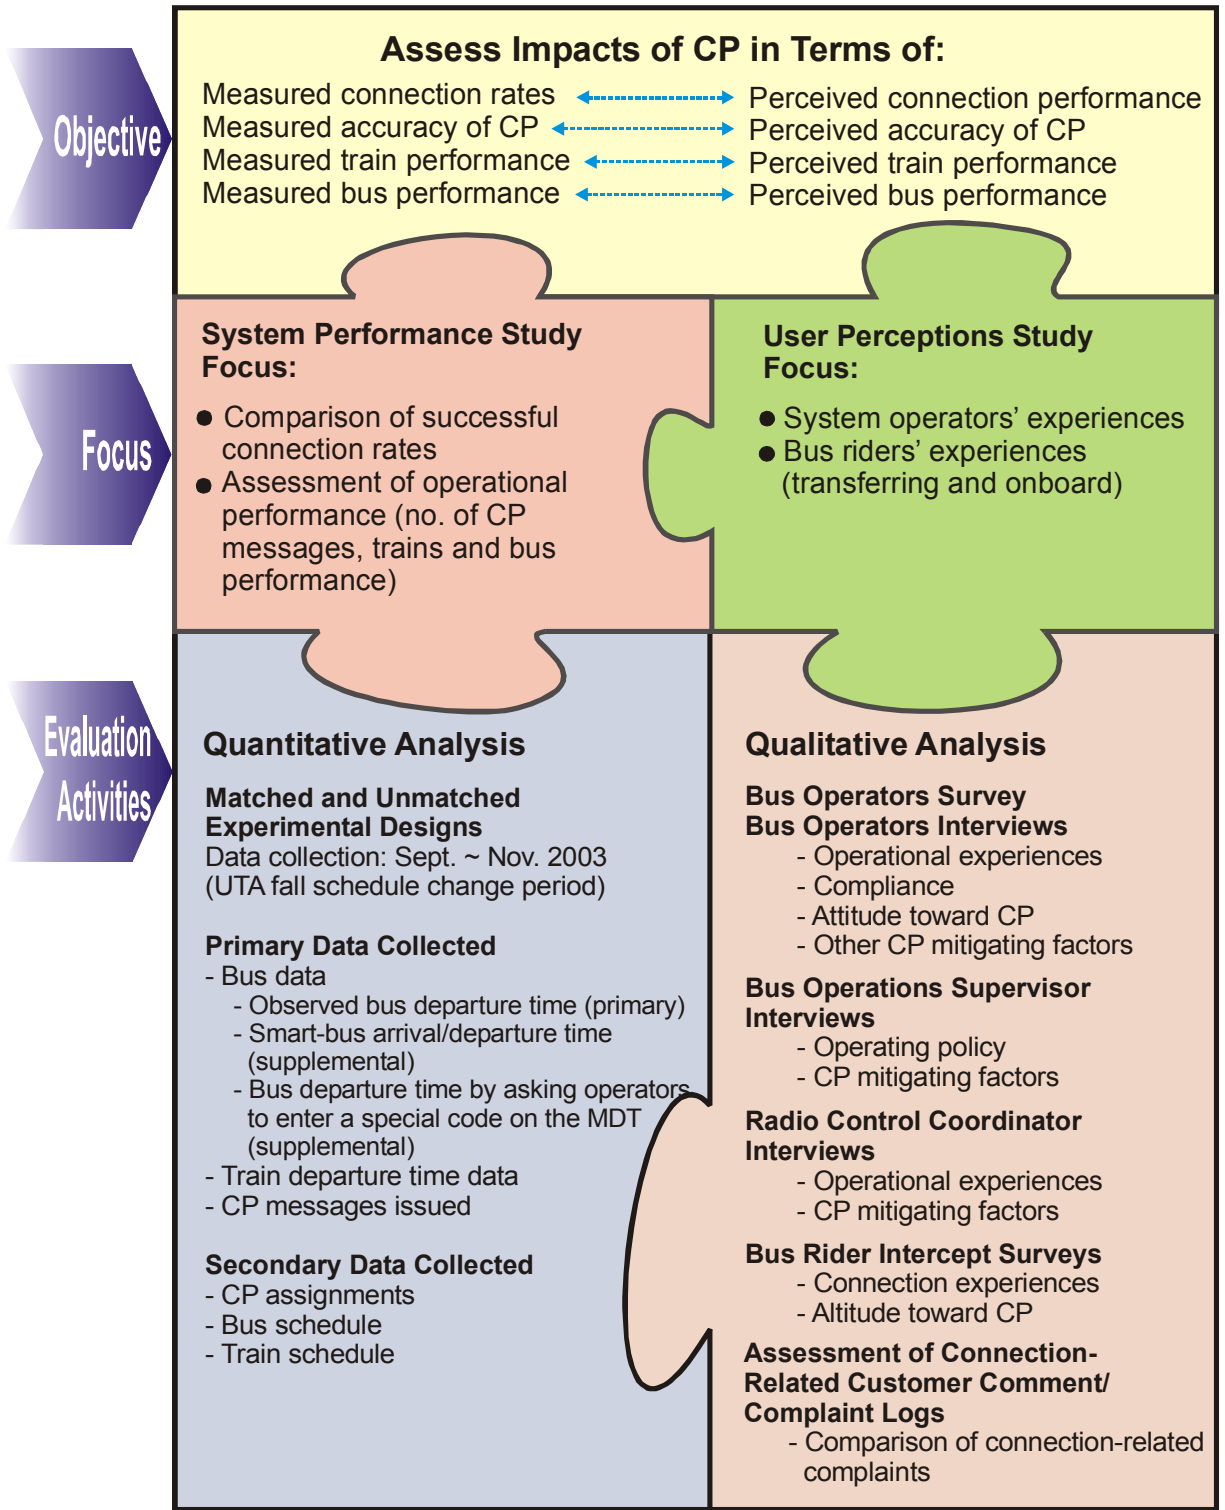 Objective
Assess Impacts of CP in Terms of:
Measured connection rates
Measured accuracy of CP
Measured train performance
Measured bus performance
Perceived connection performance
Perceived accuracy of CP
Perceived train performance
Perceived bus performance
Focus
System Performance Study
Focus:
● Comparison of successful
connection rates
● Assessment of operational
performance (no. of CP
messages, trains and bus
performance)
User Perceptions Study
Focus:
● System operators’ experiences
● Bus riders’ experiences
(transferring and onboard)
Evaluation
Activities
Quantitative Analysis
Matched and Unmatched
Experimental Designs
Data collection: Sept. ~ Nov. 2003
(UTA fall schedule change period)
Primary Data Collected
- Bus data
- Observed bus departure time (primary)
- Smart-bus arrival/departure time
(supplemental)
- Bus departure time by asking operators
to enter a special code on the MDT
(supplemental)
- Train departure time data
- CP messages issued
Secondary Data Collected
- CP assignments
- Bus schedule
- Train schedule
Qualitative Analysis
Bus Operators Survey
Bus Operators Interviews
- Operational experiences
- Compliance
- Attitude toward CP
- Other CP mitigating factors
Bus Operations Supervisor
Interviews
- Operating policy
- CP mitigating factors
Radio Control Coordinator
Interviews
- Operational experiences
- CP mitigating factors
Bus Rider Intercept Surveys
- Connection experiences
- Altitude toward CP
Assessment of Connection-
Related Customer Comment/
Complaint Logs
- Comparison of connection-related
complaints